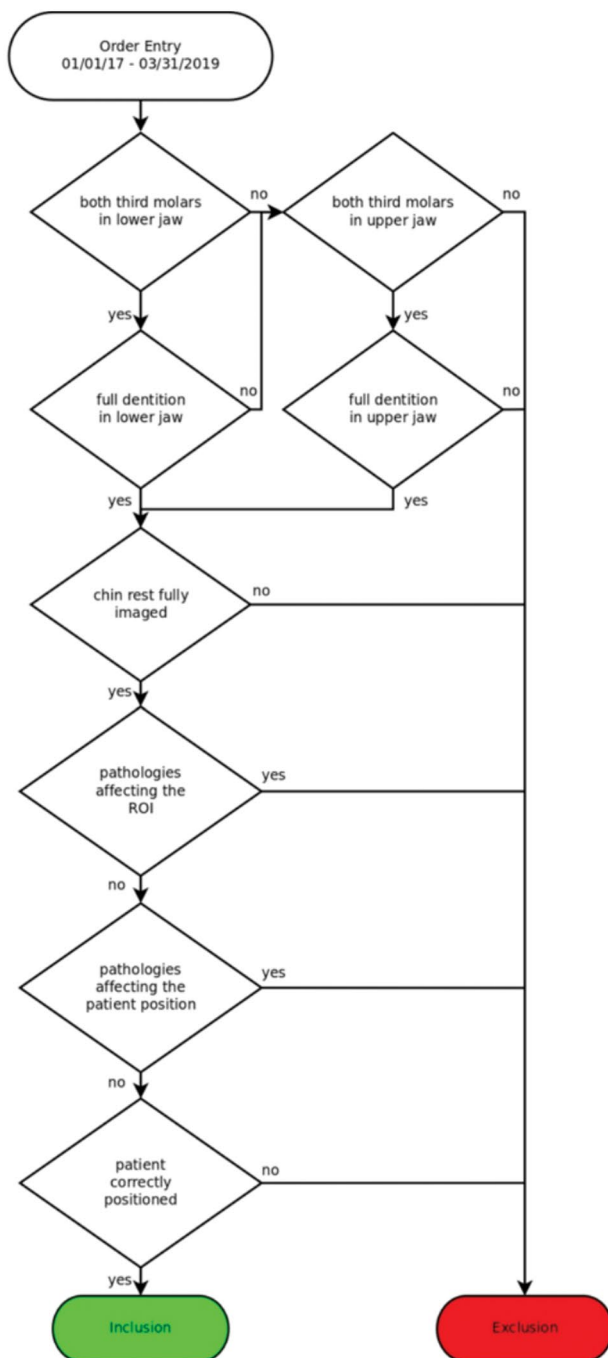 Order Entry
01/01/17 - 03/31/2019
both third molars
in lower jaw
no
both third molars
in upper jaw
no
yes
yes
full dentition
in lower jaw
no
full dentition
in upper jaw
no
yes
yes
chin rest fully
imaged
no
yes
pathologies
affecting the
ROI
yes
no
pathologies
affecting the
patient position
yes
no
patient
correctly
positioned
no
yes
Inclusion
Exclusion